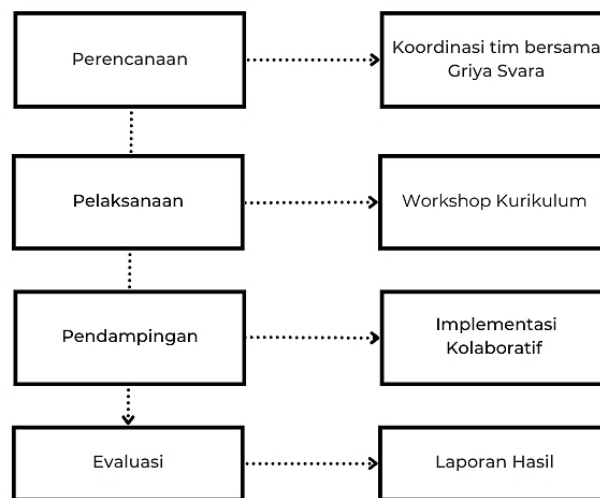 Perencanaan
Koordinasi tim bersama
Griya Svara
Pelaksanaan
Workshop Kurikulum
Pendampingan
Implementasi
Kolaboratif
Evaluasi
Laporan Hasil